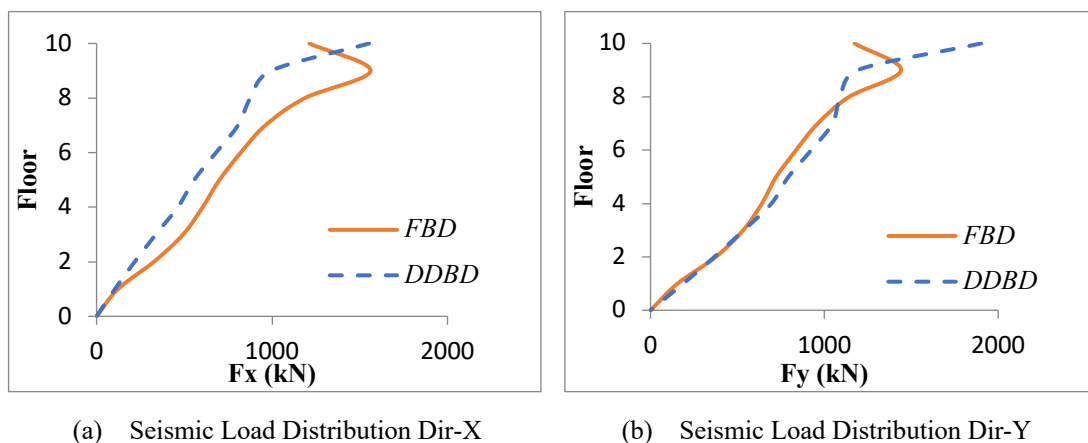 10
8
6
4
2
0
Floor
FBD
DDBD
0
1000
2000
Fx (kN)
10
8
6
4
2
0
Floor
FBD
DDBD
0
1000
2000
Fy (kN)
(a) Seismic Load Distribution Dir-X
(b) Seismic Load Distribution Dir-Y